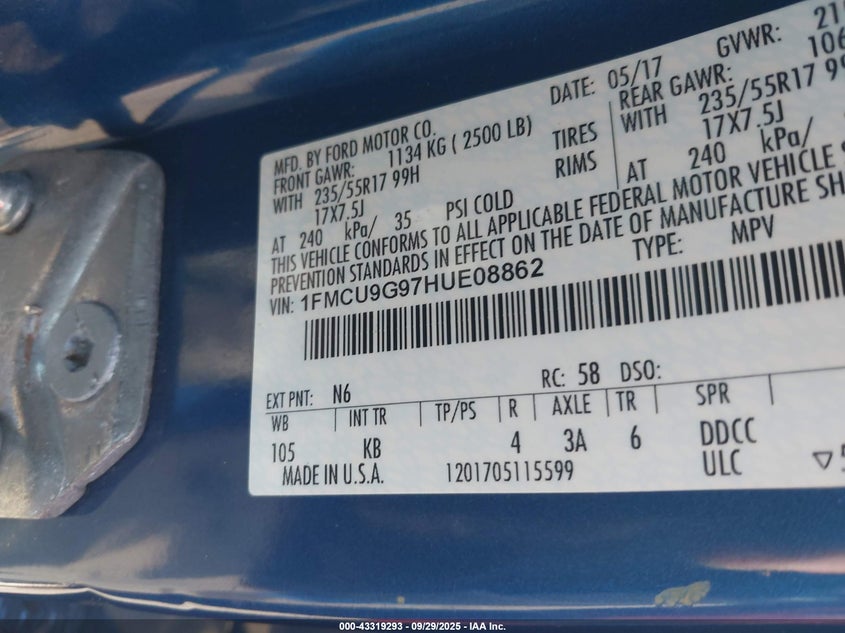 MFD. BY FORD MOTOR CO.
DATE: 05/17
GVWR:
FRONT GAWR: 1134 KG ( 2500 LB)
REAR GAWR:
WITH 235/55R17 99H TIRES
WITH 235/55R17
17X7.5J RIMS
17X7.5J
AT 240 kPa/ 35 PSI COLD
AT 240 kPa/
THIS VEHICLE CONFORMS TO ALL APPLICABLE FEDERAL MOTOR VEHICLE
PREVENTION STANDARDS IN EFFECT ON THE DATE OF MANUFACTURE
VIN: 1FMCU9G97HUE08862
TYPE: MPV
EXT PNT: N6 RC: 58 DSO:
WB INT TR TP/PS R AXLE TR SPR
105 KB 4 3A 6 DDCC
MADE IN U.S.A. 1201705115599 ULC
000-43319293 - 09/29/2025 - IAA Inc.